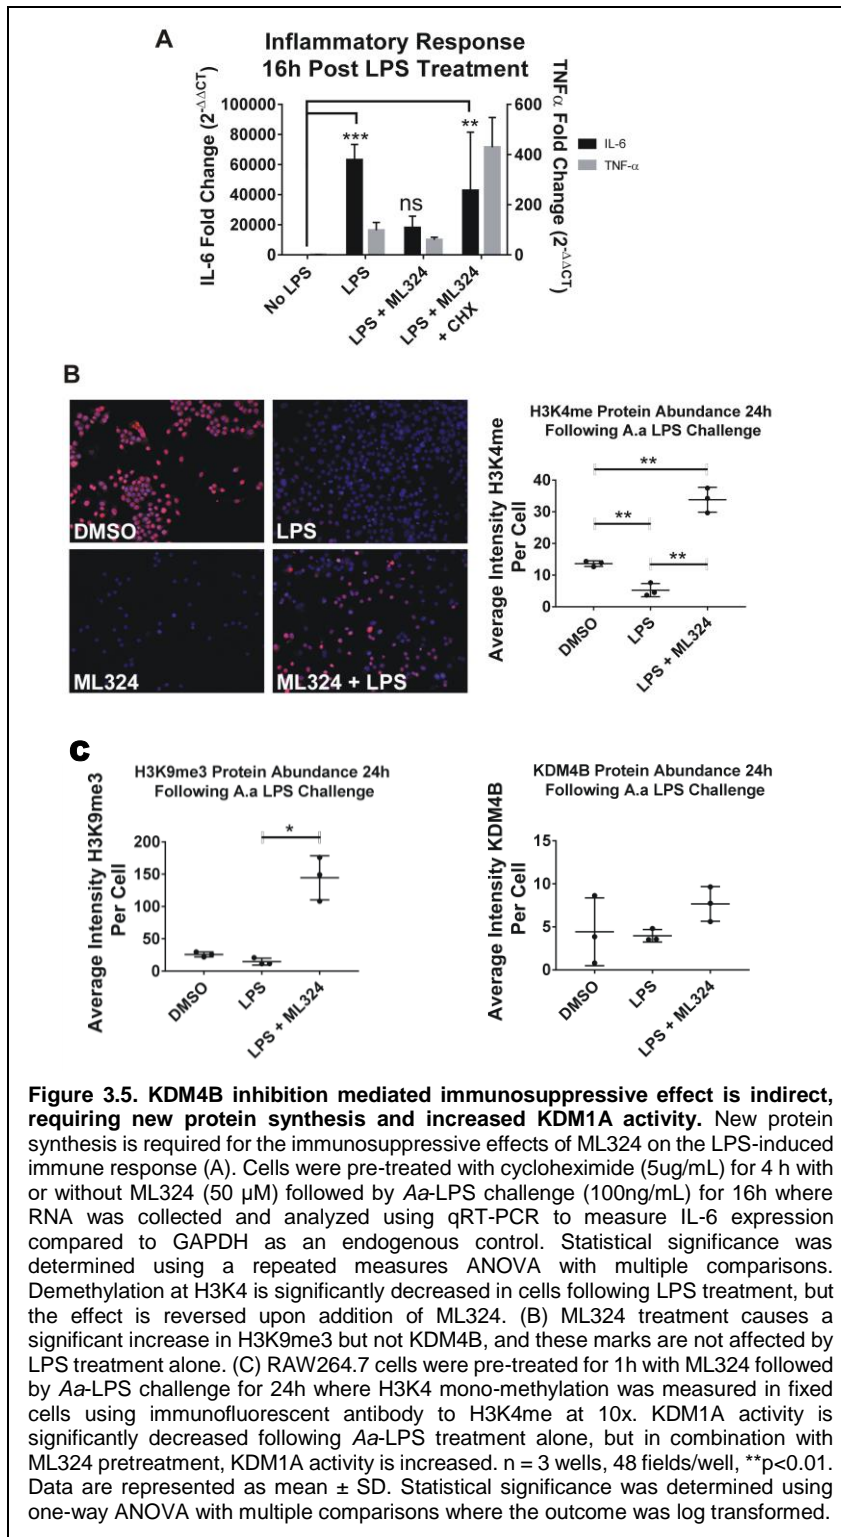 A
Inflammatory Response
16h Post LPS Treatment
IL-6 Fold Change (2-ΔΔCT)
100000
80000
60000
40000
20000
0
***
ns
**
600
400
200
0
TNFα Fold Change (2-ΔΔCT)
IL-6
TNF-α
No LPS
LPS
LPS + ML324
LPS + ML324
+ CHX
B
DMSO
LPS
ML324
ML324 + LPS
H3K4me Protein Abundance 24h
Following A.a LPS Challenge
Average Intensity H3K4me
Per Cell
40
30
20
10
0
**
**
**
DMSO
LPS
LPS + ML324
C
H3K9me3 Protein Abundance 24h
Following A.a LPS Challenge
Average Intensity H3K9me3
Per Cell
200
150
100
50
0
*
DMSO
LPS
LPS + ML324
KDM4B Protein Abundance 24h
Following A.a LPS Challenge
Average Intensity KDM4B
Per Cell
15
10
5
0
DMSO
LPS
LPS + ML324
Figure 3.5. KDM4B inhibition mediated immunosuppressive effect is indirect,
requiring new protein synthesis and increased KDM1A activity. New protein
synthesis is required for the immunosuppressive effects of ML324 on the LPS-induced
immune response (A). Cells were pre-treated with cycloheximide (5ug/mL) for 4 h with
or without ML324 (50 µM) followed by Aa-LPS challenge (100ng/mL) for 16h where
RNA was collected and analyzed using qRT-PCR to measure IL-6 expression
compared to GAPDH as an endogenous control. Statistical significance was
determined using a repeated measures ANOVA with multiple comparisons.
Demethylation at H3K4 is significantly decreased in cells following LPS treatment, but
the effect is reversed upon addition of ML324. (B) ML324 treatment causes a
significant increase in H3K9me3 but not KDM4B, and these marks are not affected by
LPS treatment alone. (C) RAW264.7 cells were pre-treated for 1h with ML324 followed
by Aa-LPS challenge for 24h where H3K4 mono-methylation was measured in fixed
cells using immunofluorescent antibody to H3K4me at 10x. KDM1A activity is
significantly decreased following Aa-LPS treatment alone, but in combination with
ML324 pretreatment, KDM1A activity is increased. n = 3 wells, 48 fields/well, **p<0.01.
Data are represented as mean ± SD. Statistical significance was determined using
one-way ANOVA with multiple comparisons where the outcome was log transformed.